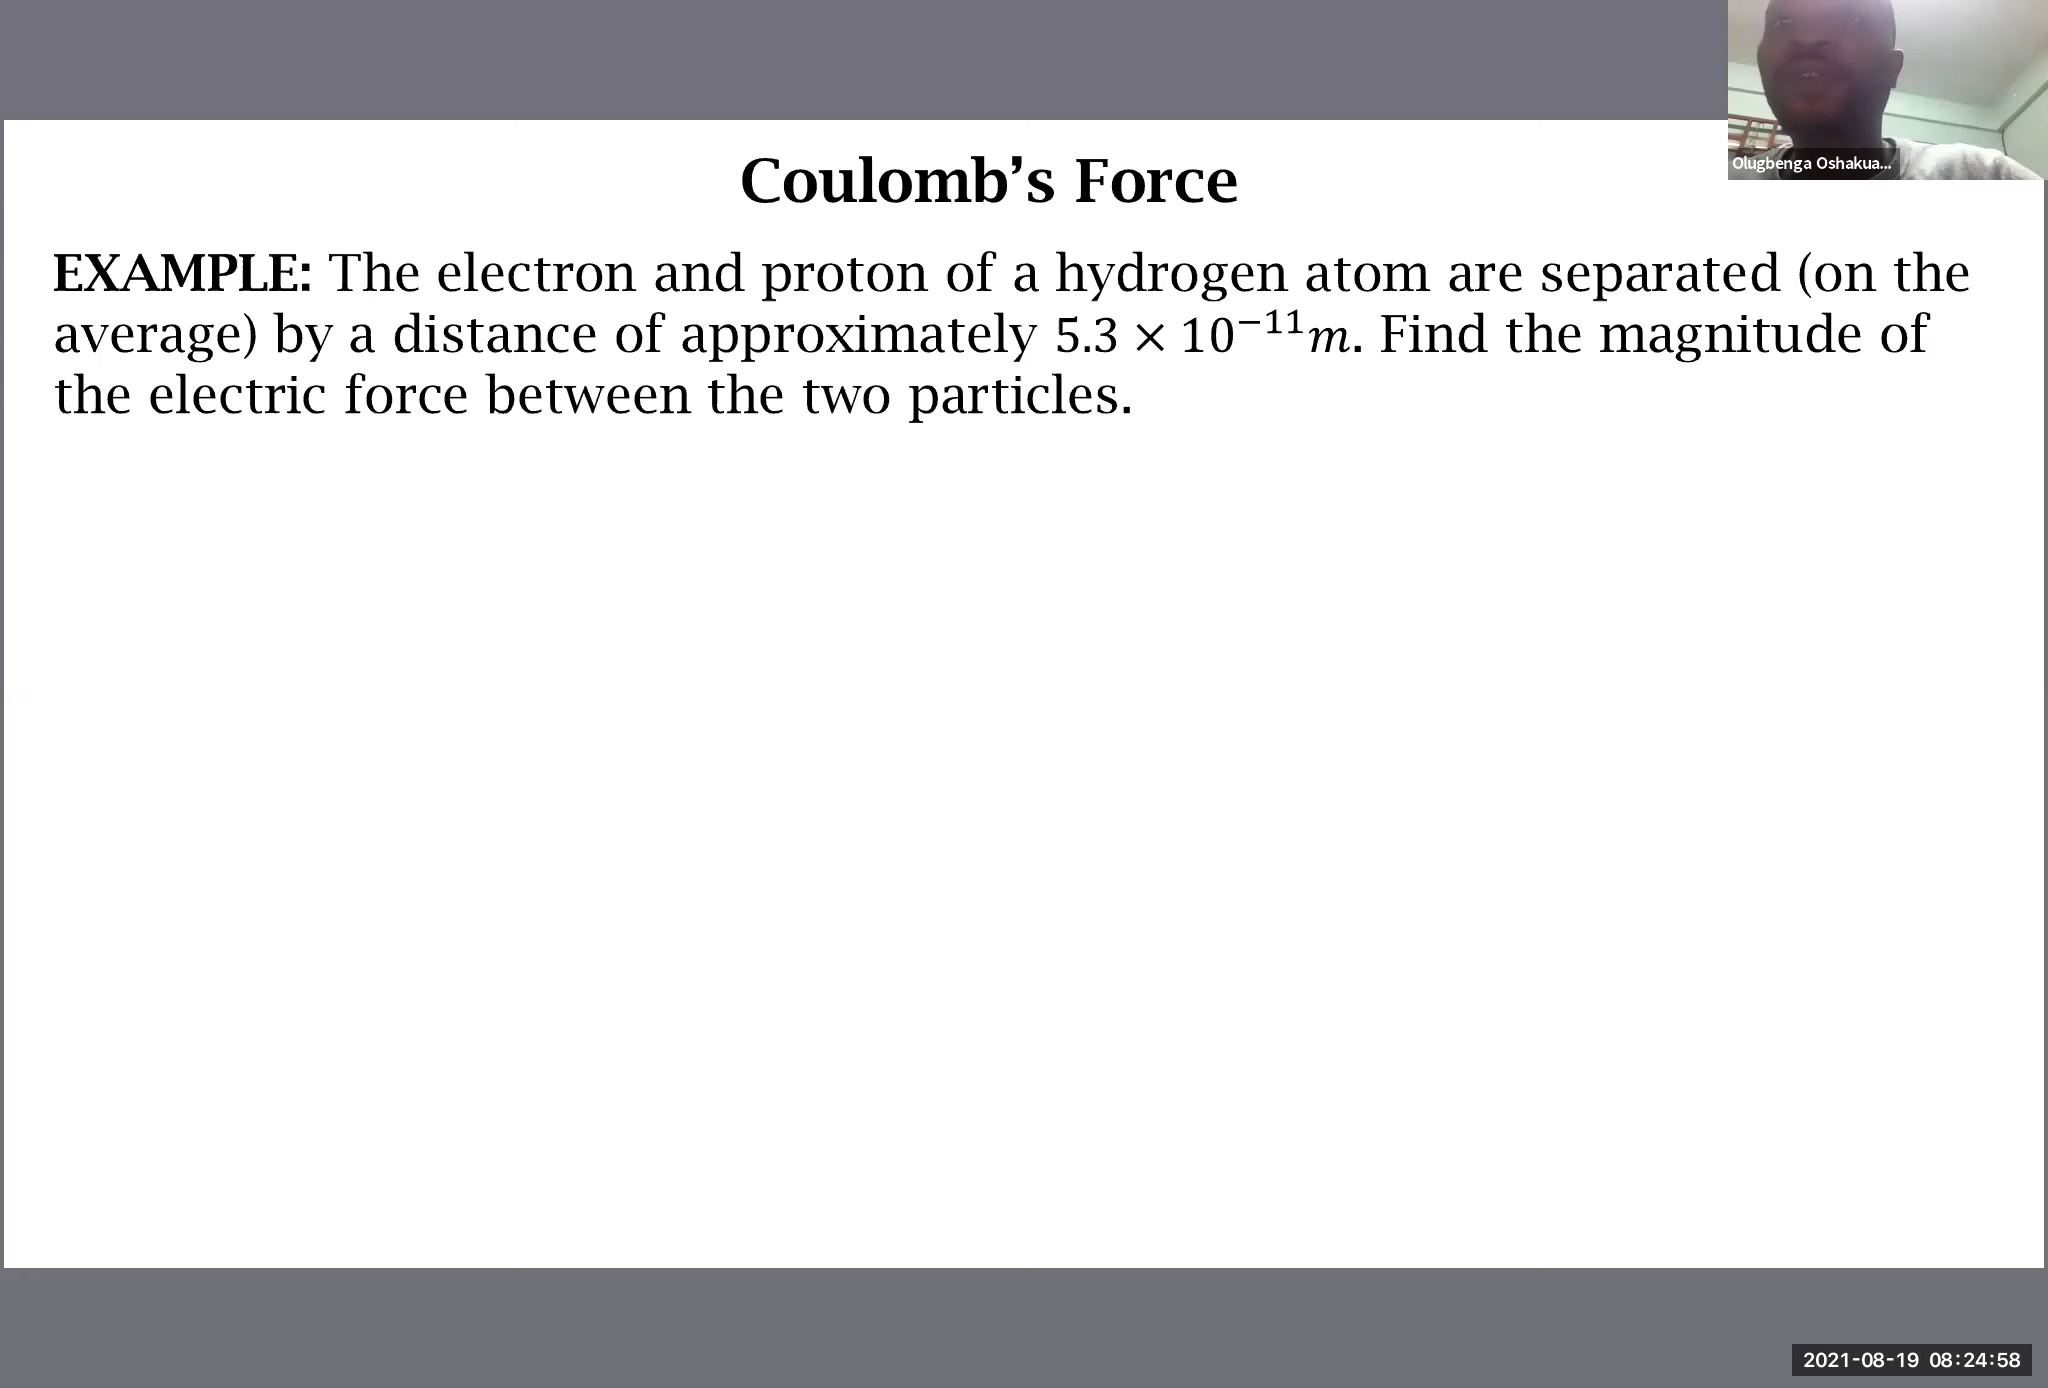 Olugbenga Oshakua...
Coulomb’s Force
EXAMPLE: The electron and proton of a hydrogen atom are separated (on the
average) by a distance of approximately 5.3 × 10⁻¹¹m. Find the magnitude of
the electric force between the two particles.
2021-08-19 08:24:58